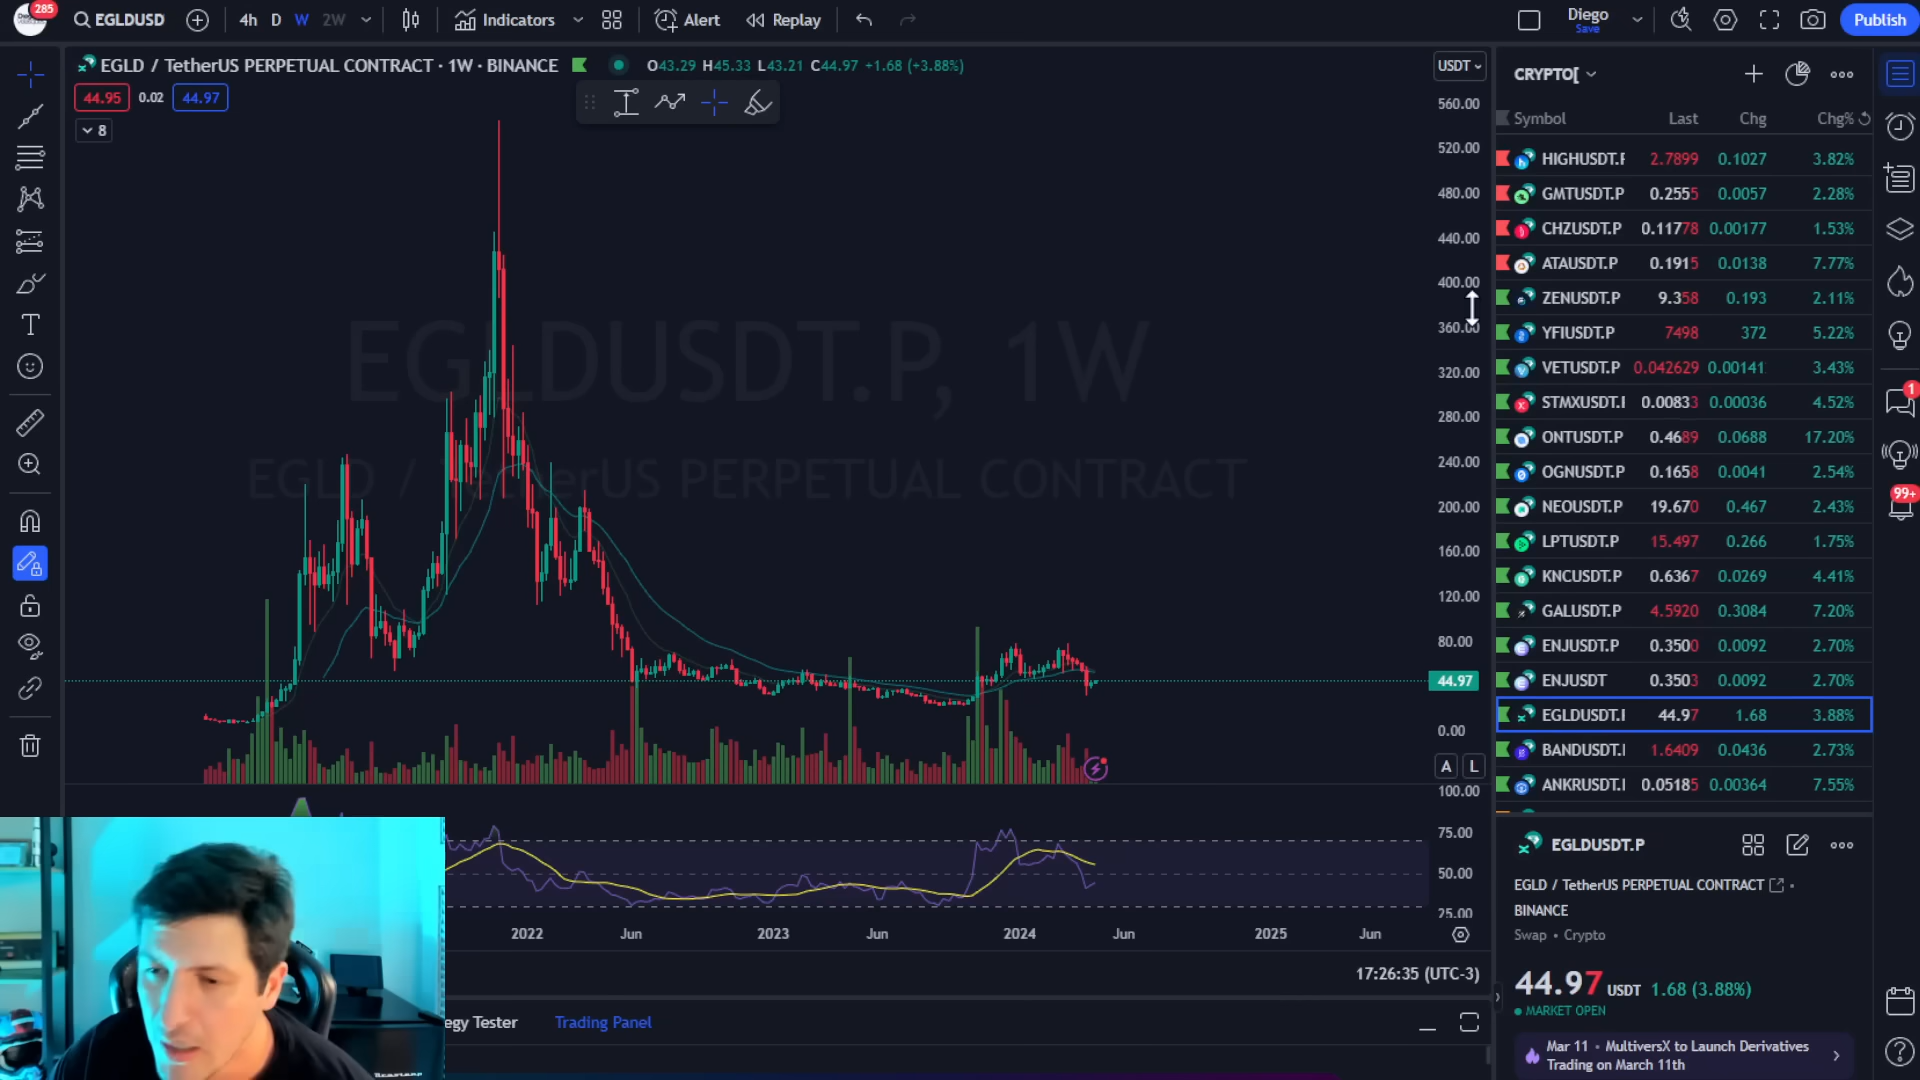 285
EGLDUSD
4h D W 2W
Indicators
Alert
Replay
Diego
Save
Publish
EGLD / TetherUS PERPETUAL CONTRACT · 1W · BINANCE
O43.29 H45.33 L43.21 C44.97 +1.68 (+3.88%)
44.95 0.02 44.97
8
USDT
EGLDUSDT.P, 1W
EGLD / TetherUS PERPETUAL CONTRACT
560.00
520.00
480.00
440.00
400.00
360.00
320.00
280.00
240.00
200.00
160.00
120.00
80.00
44.97
0.00
A L
100.00
75.00
50.00
25.00
2022 Jun 2023 Jun 2024 Jun 2025 Jun
17:26:35 (UTC-3)
egy Tester Trading Panel
CRYPTO[
Symbol Last Chg Chg%
HIGHUSDT.F 2.7899 0.1027 3.82%
GMTUSDT.P 0.2555 0.0057 2.28%
CHZUSDT.P 0.11778 0.00177 1.53%
ATAUSDT.P 0.1915 0.0138 7.77%
ZENUSDT.P 9.358 0.193 2.11%
YFIUSDT.P 7498 372 5.22%
VETUSDT.P 0.042629 0.00141 3.43%
STMXUSDT.I 0.00833 0.00036 4.52%
ONTUSDT.P 0.4689 0.0688 17.20%
OGNUSDT.P 0.1658 0.0041 2.54%
NEOUSDT.P 19.670 0.467 2.43%
LPTUSDT.P 15.497 0.266 1.75%
KNCUSDT.P 0.6367 0.0269 4.41%
GALUSDT.P 4.5920 0.3084 7.20%
ENJUSDT.P 0.3500 0.0092 2.70%
ENJUSDT 0.3503 0.0092 2.70%
EGLDUSDT.I 44.97 1.68 3.88%
BANDUSDT.I 1.6409 0.0436 2.73%
ANKRUSDT.I 0.05185 0.00364 7.55%
EGLDUSDT.P
EGLD / TetherUS PERPETUAL CONTRACT
BINANCE
Swap • Crypto
44.97 USDT 1.68 (3.88%)
MARKET OPEN
Mar 11 • MultiversX to Launch Derivatives
Trading on March 11th
1
99+